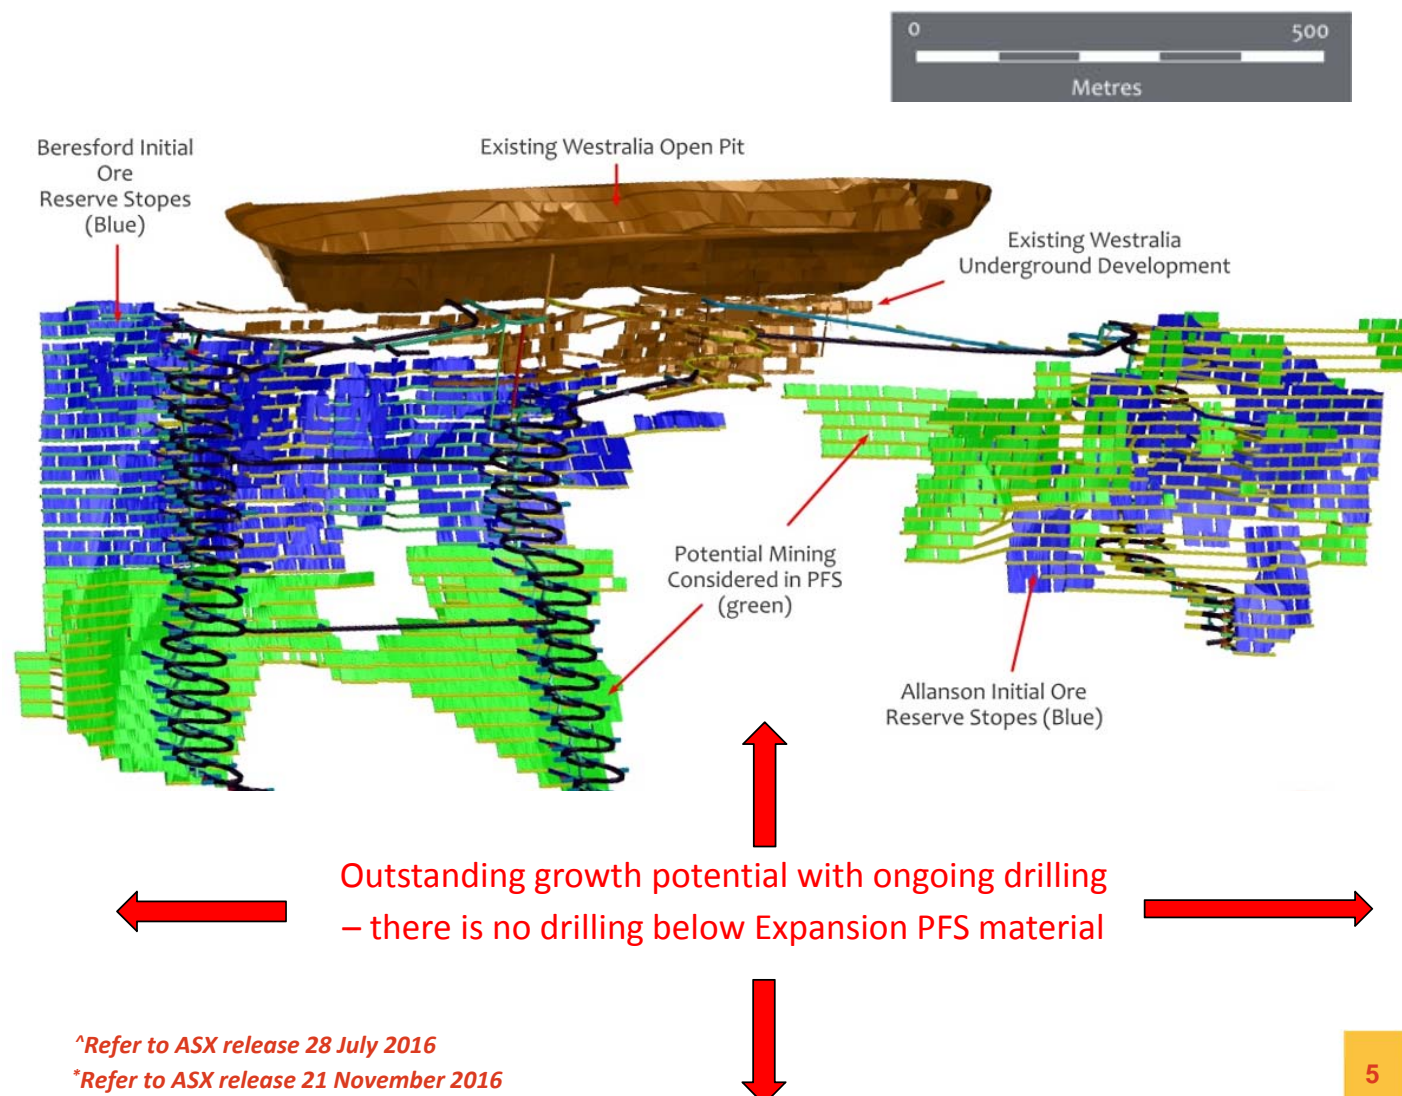 0 500
Metres
Beresford Initial
Ore
Reserve Stopes
(Blue)
Existing Westralia Open Pit
Existing Westralia
Underground Development
Potential Mining
Considered in PFS
(green)
Allanson Initial Ore
Reserve Stopes (Blue)
Outstanding growth potential with ongoing drilling
– there is no drilling below Expansion PFS material
^Refer to ASX release 28 July 2016
*Refer to ASX release 21 November 2016
5